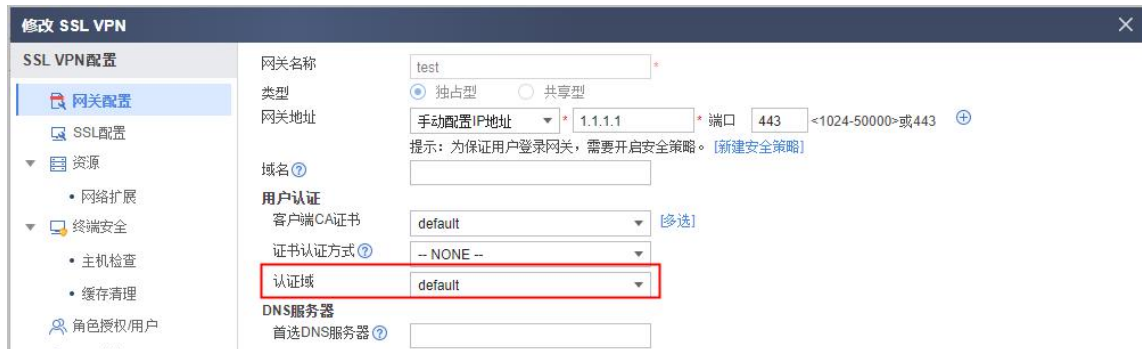 修改 SSL VPN
SSL VPN配置
网关配置
SSL配置
资源
网络扩展
终端安全
主机检查
缓存清理
角色授权/用户
网关名称 test *
类型 独占型 共享型
网关地址 手动配置IP地址 * 1.1.1.1 * 端口 443 <1024-50000>或443
提示：为保证用户登录网关，需要开启安全策略。[新建安全策略]
域名
用户认证
客户端CA证书 default [多选]
证书认证方式 -- NONE --
认证域 default
DNS服务器
首选DNS服务器